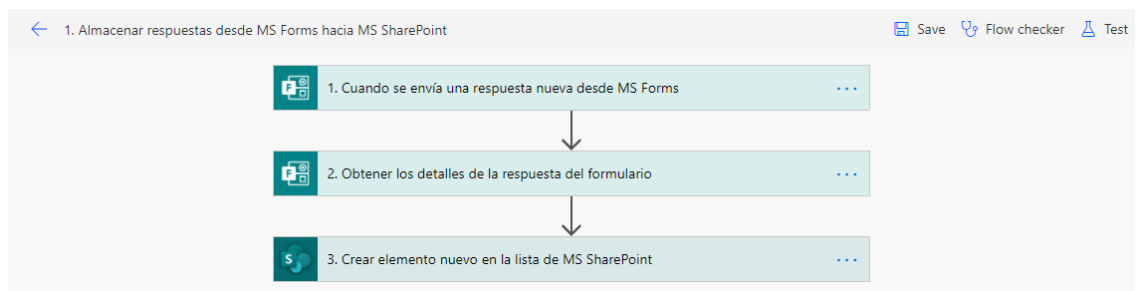 1. Almacenar respuestas desde MS Forms hacia MS SharePoint
Save Flow checker Test
1. Cuando se envía una respuesta nueva desde MS Forms
2. Obtener los detalles de la respuesta del formulario
3. Crear elemento nuevo en la lista de MS SharePoint